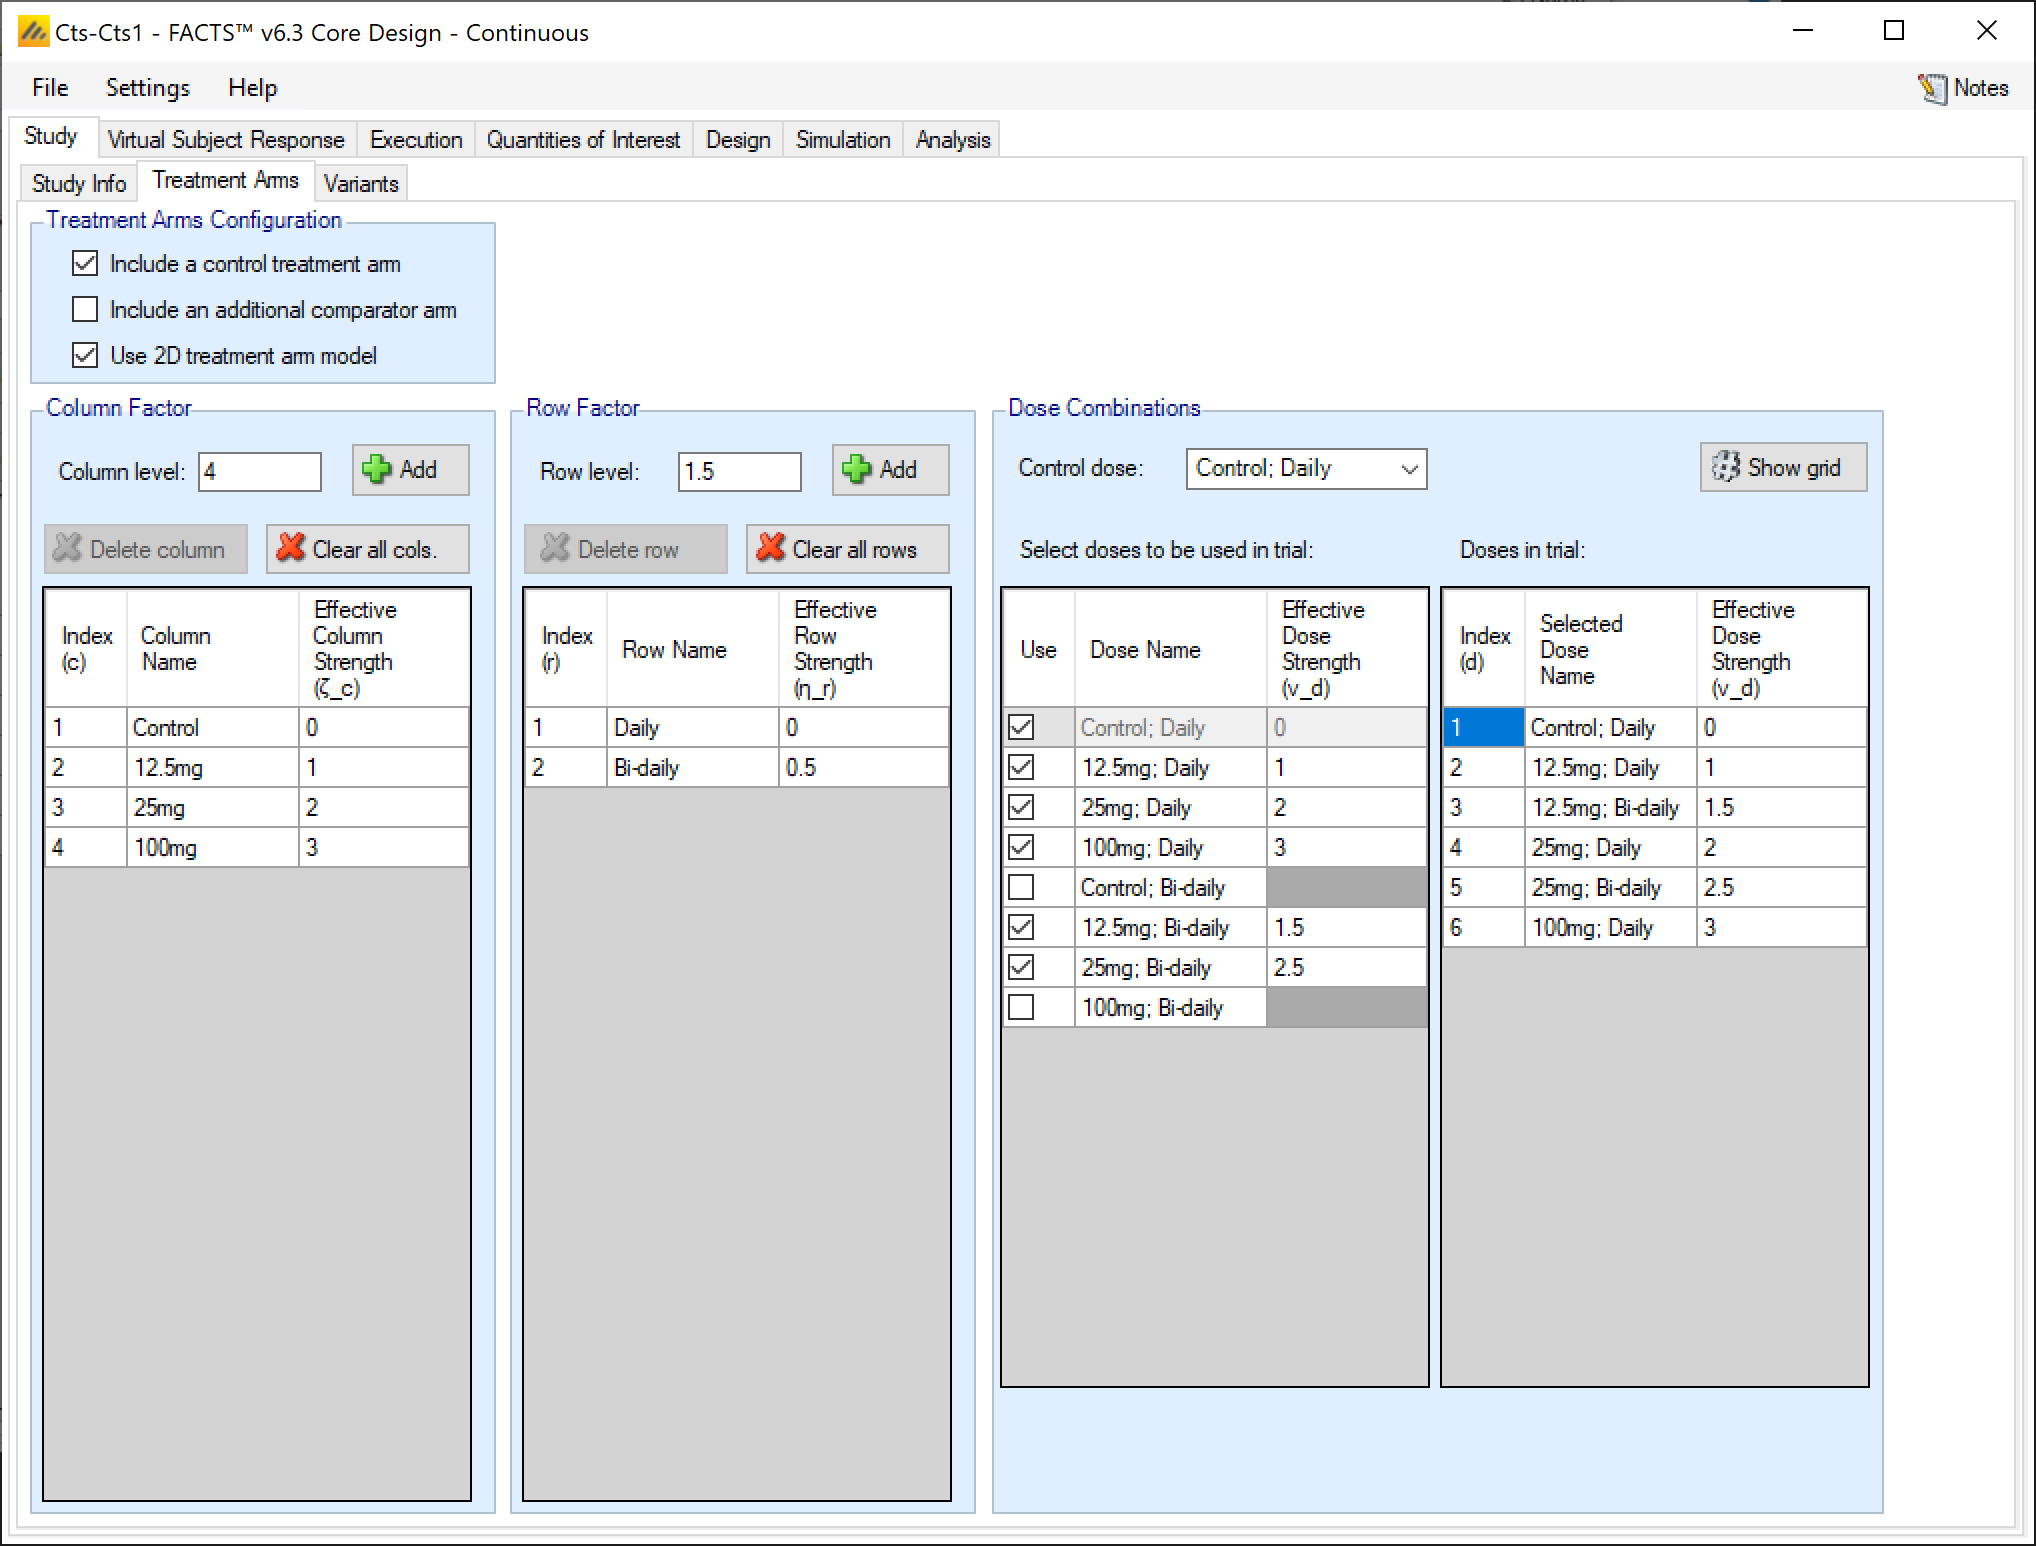 Cts-Cts1 - FACTS™ v6.3 Core Design - Continuous
File Settings Help Notes
Study Virtual Subject Response Execution Quantities of Interest Design Simulation Analysis
Study Info Treatment Arms Variants
Treatment Arms Configuration
Include a control treatment arm
Include an additional comparator arm
Use 2D treatment arm model
Column Factor
Column level: 4 Add
Delete column Clear all cols.
Index (c) Column Name Effective Column Strength (ζ_c)
1 Control 0
2 12.5mg 1
3 25mg 2
4 100mg 3
Row Factor
Row level: 1.5 Add
Delete row Clear all rows
Index (r) Row Name Effective Row Strength (η_r)
1 Daily 0
2 Bi-daily 0.5
Dose Combinations
Control dose: Control; Daily Show grid
Select doses to be used in trial:
Use Dose Name Effective Dose Strength (v_d)
Control; Daily 0
12.5mg; Daily 1
25mg; Daily 2
100mg; Daily 3
Control; Bi-daily
12.5mg; Bi-daily 1.5
25mg; Bi-daily 2.5
100mg; Bi-daily
Doses in trial:
Index (d) Selected Dose Name Effective Dose Strength (v_d)
1 Control; Daily 0
2 12.5mg; Daily 1
3 12.5mg; Bi-daily 1.5
4 25mg; Daily 2
5 25mg; Bi-daily 2.5
6 100mg; Daily 3